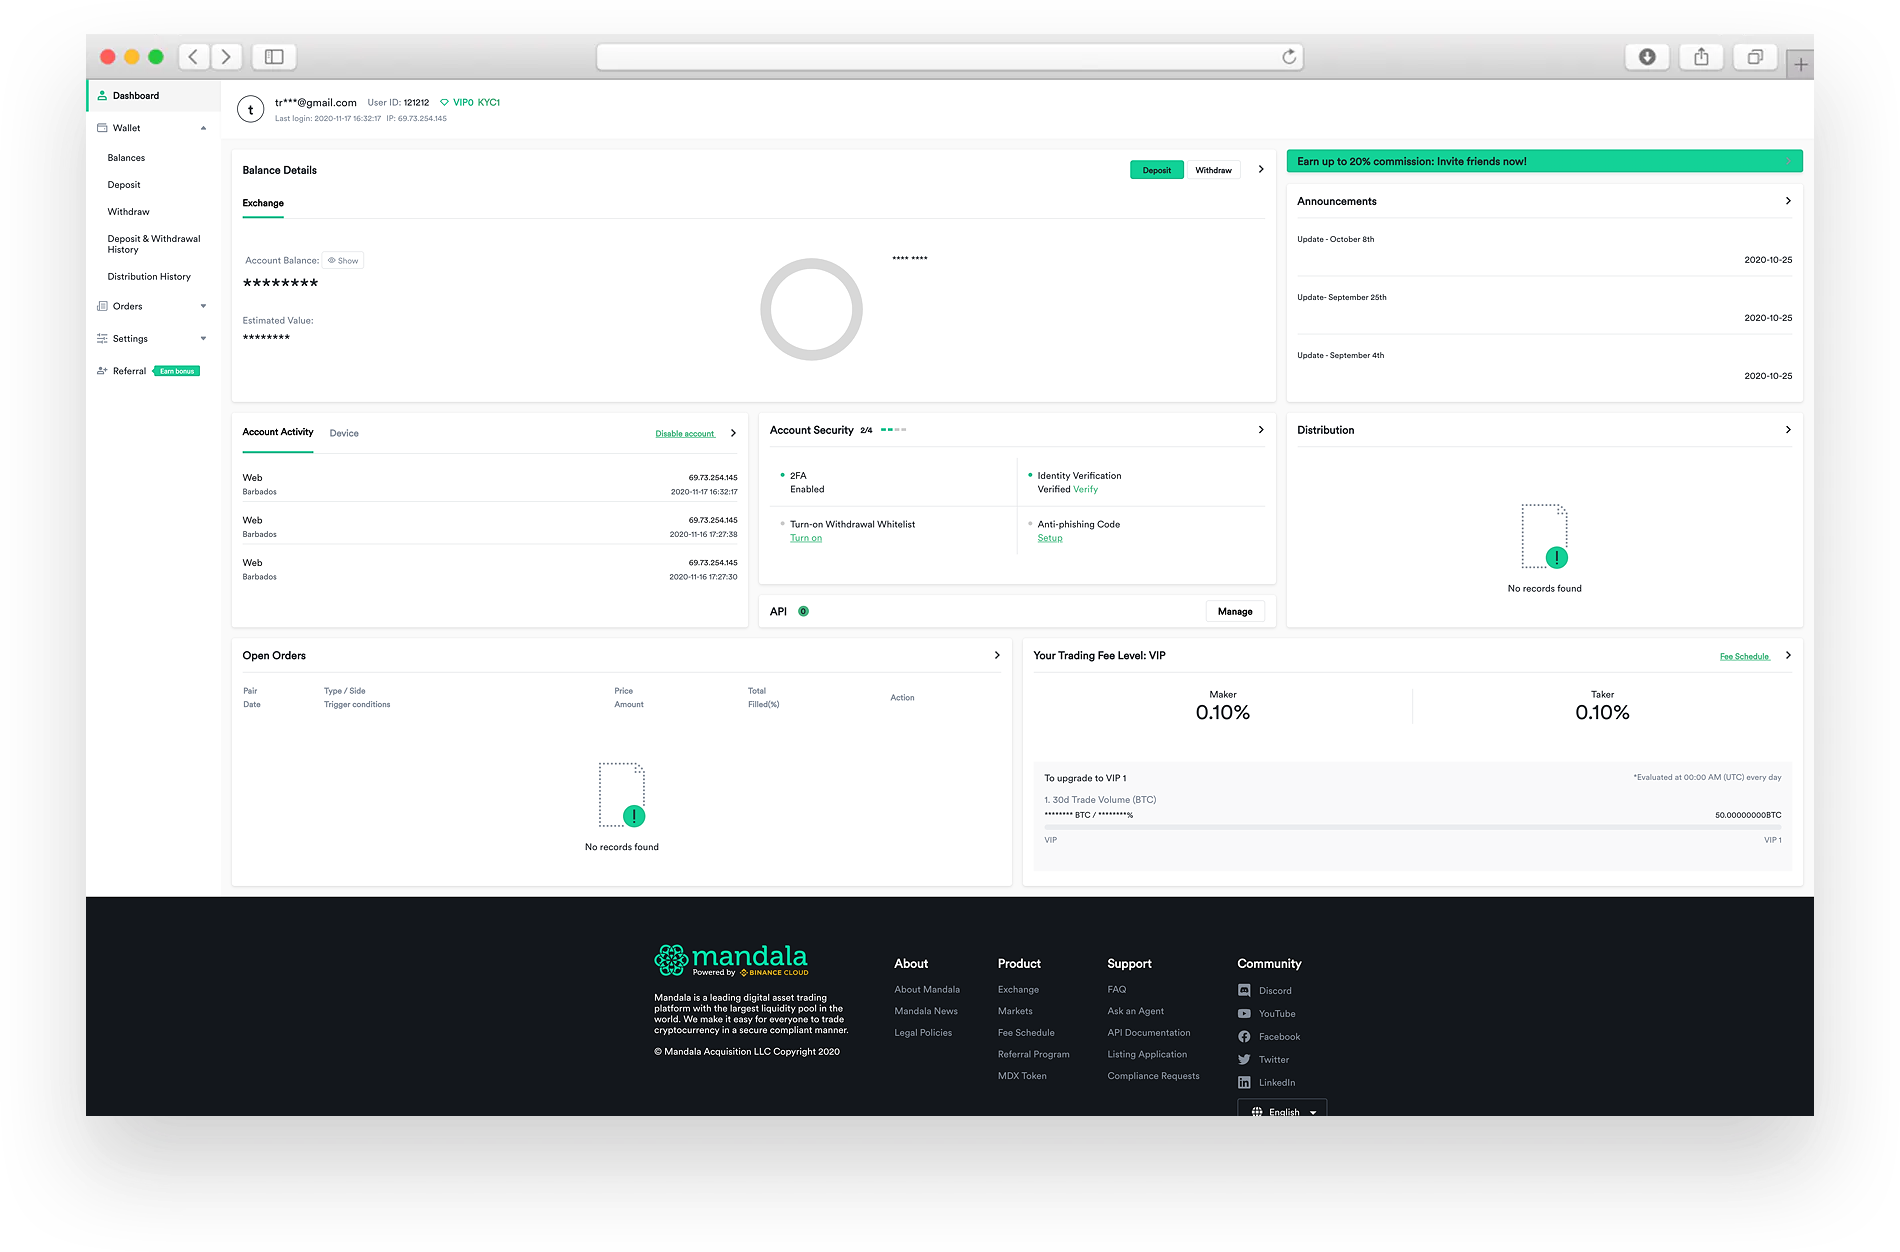 Dashboard
Wallet
Balances
Deposit
Withdraw
Deposit & Withdrawal
History
Distribution History
Orders
Settings
Referral Earn bonus
t
tr***@gmail.com User ID: 121212 VIP0 KYC1
Last login: 2020-11-17 16:32:17 IP: 69.73.254.145
Balance Details
Deposit Withdraw
Exchange
Account Balance: Show
********
**** ****
Estimated Value:
********
Earn up to 20% commission: Invite friends now!
Announcements
Update - October 8th
2020-10-25
Update- September 25th
2020-10-25
Update - September 4th
2020-10-25
Account Activity Device Disable account
Web 69.73.254.145
Barbados 2020-11-17 16:32:17
Web 69.73.254.145
Barbados 2020-11-16 17:27:38
Web 69.73.254.145
Barbados 2020-11-16 17:27:30
Account Security 2/4
2FA
Enabled
Identity Verification
Verified Verify
Turn-on Withdrawal Whitelist
Turn on
Anti-phishing Code
Setup
API 0 Manage
Distribution
No records found
Open Orders
Pair Type / Side Price Total Action
Date Trigger conditions Amount Filled(%)
No records found
Your Trading Fee Level: VIP Fee Schedule
Maker Taker
0.10% 0.10%
To upgrade to VIP 1 *Evaluated at 00:00 AM (UTC) every day
1. 30d Trade Volume (BTC)
******** BTC / ********% 50.00000000BTC
VIP VIP 1
mandala
Powered by BINANCE CLOUD
Mandala is a leading digital asset trading
platform with the largest liquidity pool in the
world. We make it easy for everyone to trade
cryptocurrency in a secure compliant manner.
© Mandala Acquisition LLC Copyright 2020
About
About Mandala
Mandala News
Legal Policies
Product
Exchange
Markets
Fee Schedule
Referral Program
MDX Token
Support
FAQ
Ask an Agent
API Documentation
Listing Application
Compliance Requests
Community
Discord
YouTube
Facebook
Twitter
LinkedIn
English